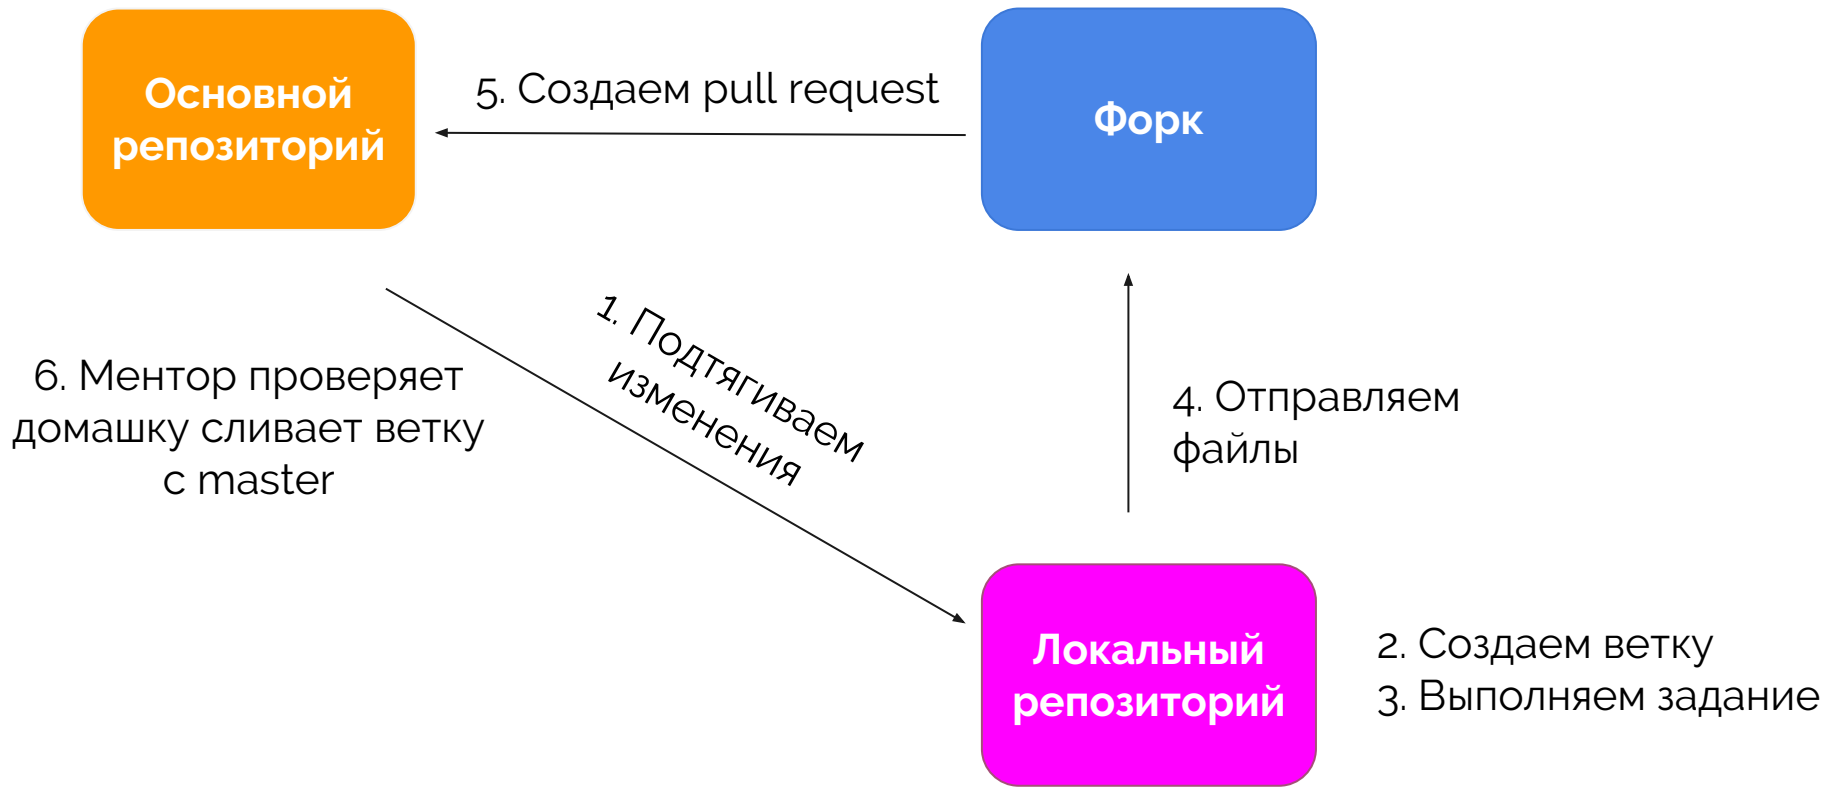 Основной
репозиторий
5. Создаем pull request
Форк
1. Подтягиваем
изменения
6. Ментор проверяет
домашку сливает ветку
с master
4. Отправляем
файлы
Локальный
репозиторий
2. Создаем ветку
3. Выполняем задание